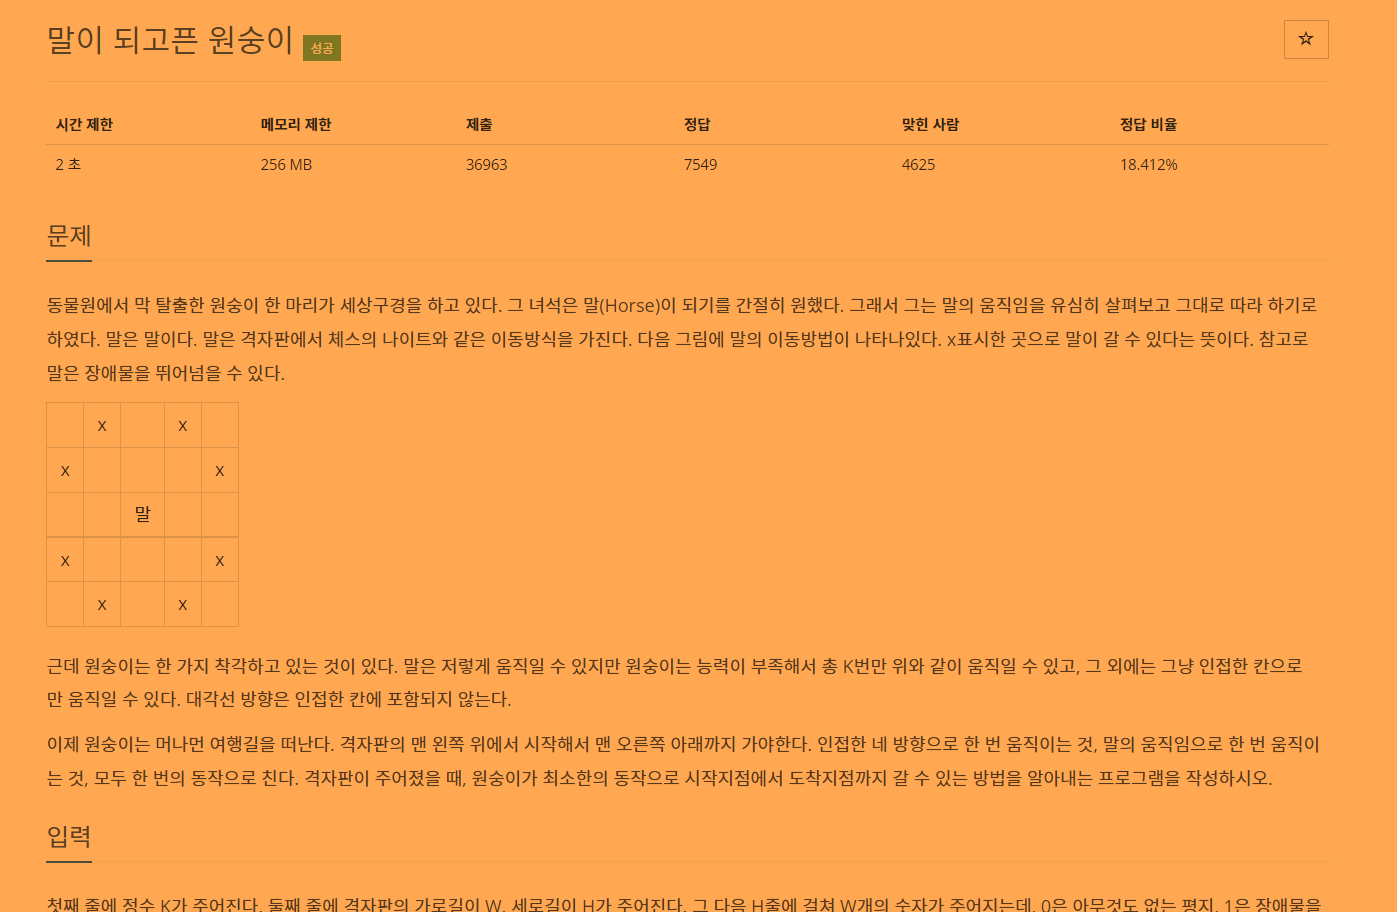 말이 되고픈 원숭이 성공
☆
시간 제한 메모리 제한 제출 정답 맞힌 사람 정답 비율
2 초 256 MB 36963 7549 4625 18.412%
문제
동물원에서 막 탈출한 원숭이 한 마리가 세상구경을 하고 있다. 그 녀석은 말(Horse)이 되기를 간절히 원했다. 그래서 그는 말의 움직임을 유심히 살펴보고 그대로 따라 하기로
하였다. 말은 말이다. 말은 격자판에서 체스의 나이트와 같은 이동방식을 가진다. 다음 그림에 말의 이동방법이 나타나있다. x표시한 곳으로 말이 갈 수 있다는 뜻이다. 참고로
말은 장애물을 뛰어넘을 수 있다.
x x
x x
말
x x
x x
근데 원숭이는 한 가지 착각하고 있는 것이 있다. 말은 저렇게 움직일 수 있지만 원숭이는 능력이 부족해서 총 K번만 위와 같이 움직일 수 있고, 그 외에는 그냥 인접한 칸으로
만 움직일 수 있다. 대각선 방향은 인접한 칸에 포함되지 않는다.
이제 원숭이는 머나먼 여행길을 떠난다. 격자판의 맨 왼쪽 위에서 시작해서 맨 오른쪽 아래까지 가야한다. 인접한 네 방향으로 한 번 움직이는 것, 말의 움직임으로 한 번 움직이
는 것, 모두 한 번의 동작으로 친다. 격자판이 주어졌을 때, 원숭이가 최소한의 동작으로 시작지점에서 도착지점까지 갈 수 있는 방법을 알아내는 프로그램을 작성하시오.
입력
첫째 줄에 정수 K가 주어진다. 둘째 줄에 격자판의 가로길이 W, 세로길이 H가 주어진다. 그 다음 H줄에 걸쳐 W개의 숫자가 주어지는데, 0은 아무것도 없는 평지, 1은 장애물을